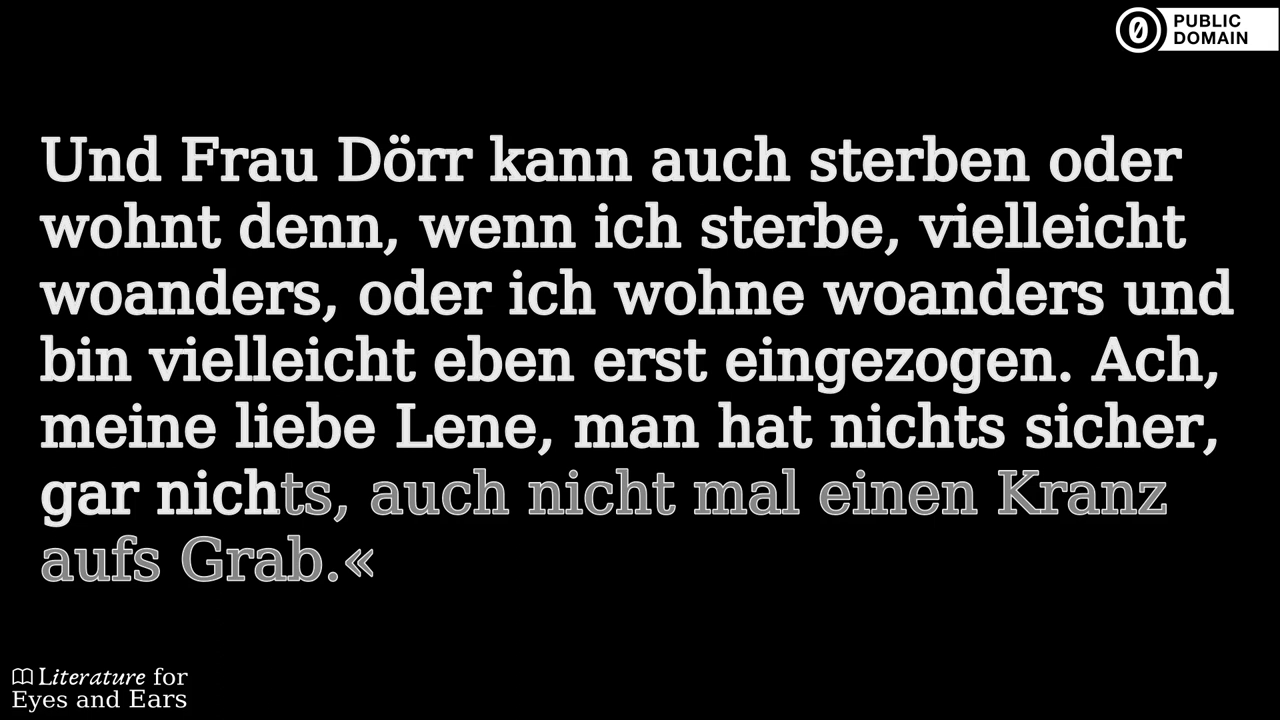 PUBLIC
DOMAIN
Und Frau Dörr kann auch sterben oder
wohnt denn, wenn ich sterbe, vielleicht
woanders, oder ich wohne woanders und
bin vielleicht eben erst eingezogen. Ach,
meine liebe Lene, man hat nichts sicher,
gar nichts, auch nicht mal einen Kranz
aufs Grab.«
Literature for
Eyes and Ears